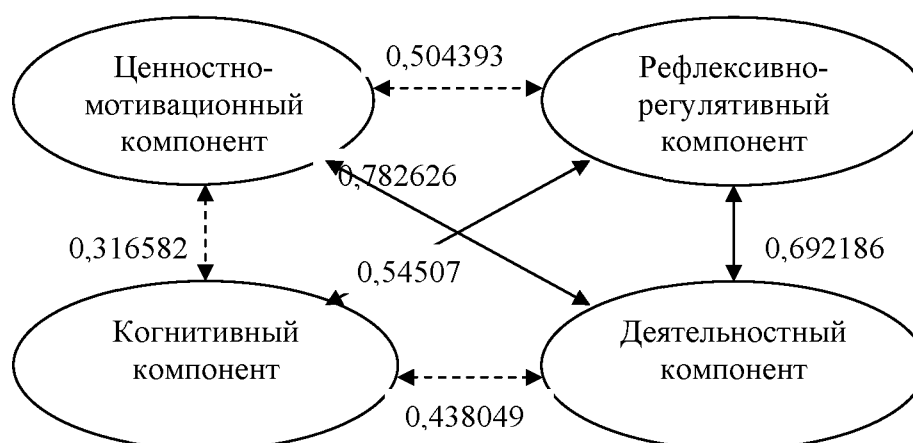 Ценностно-
мотивационный
компонент
0,504393
Рефлексивно-
регулятивный
компонент
0,782626
0,316582
0,54507
0,692186
Когнитивный
компонент
Деятельностный
компонент
0,438049